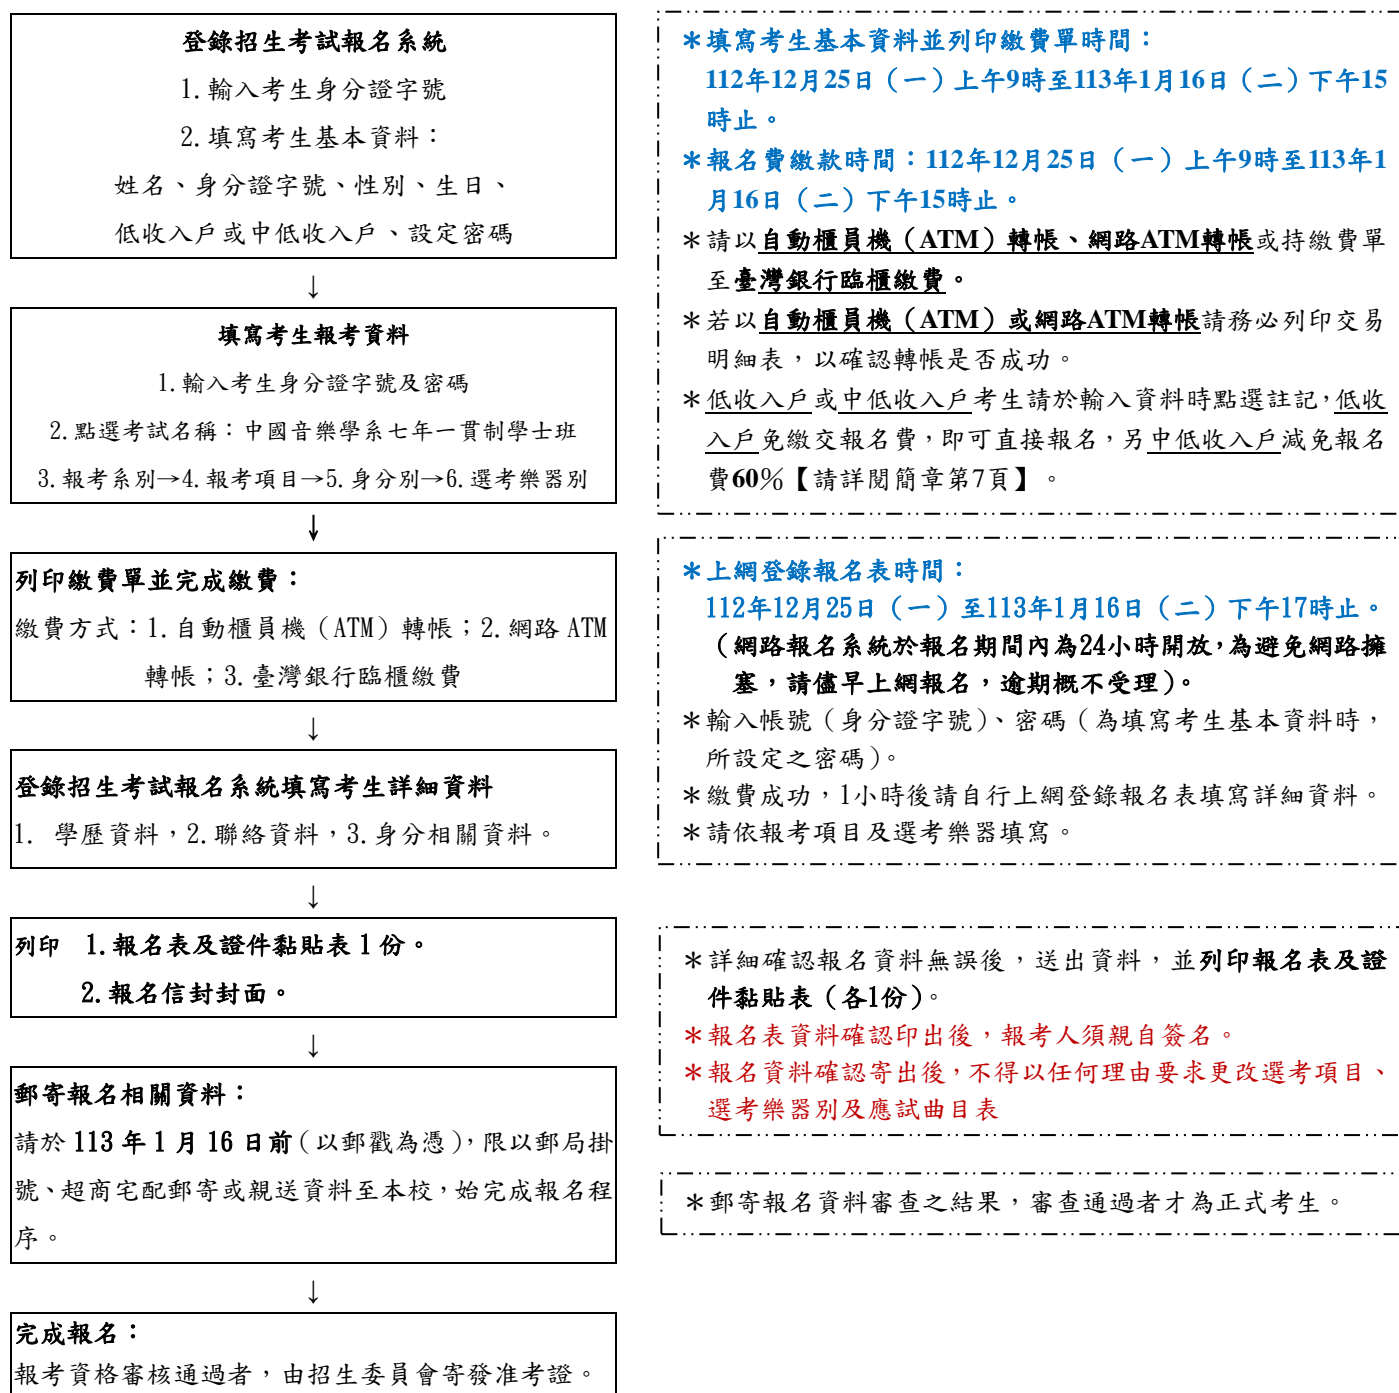 登錄招生考試報名系統
1.輸入考生身分證字號
2.填寫考生基本資料：
姓名、身分證字號、性別、生日、
低收入戶或中低收入戶、設定密碼
↓
填寫考生報考資料
1.輸入考生身分證字號及密碼
2.點選考試名稱：中國音樂學系七年一貫制學士班
3.報考系別→4.報考項目→5.身分別→6.選考樂器別
↓
列印繳費單並完成繳費：
繳費方式：1.自動櫃員機（ATM）轉帳；2.網路 ATM
轉帳；3.臺灣銀行臨櫃繳費
↓
登錄招生考試報名系統填寫考生詳細資料
1. 學歷資料，2.聯絡資料，3.身分相關資料。
↓
列印 1.報名表及證件黏貼表 1 份。
2.報名信封封面。
↓
郵寄報名相關資料：
請於 113 年 1 月 16 日前（以郵戳為憑），限以郵局掛
號、超商宅配郵寄或親送資料至本校，始完成報名程
序。
↓
完成報名：
報考資格審核通過者，由招生委員會寄發准考證。
＊填寫考生基本資料並列印繳費單時間：
112年12月25日（一）上午9時至113年1月16日（二）下午15
時止。
＊報名費繳款時間：112年12月25日（一）上午9時至113年1
月16日（二）下午15時止。
＊請以自動櫃員機（ATM）轉帳、網路ATM轉帳或持繳費單
至臺灣銀行臨櫃繳費。
＊若以自動櫃員機（ATM）或網路ATM轉帳請務必列印交易
明細表，以確認轉帳是否成功。
＊低收入戶或中低收入戶考生請於輸入資料時點選註記，低收
入戶免繳交報名費，即可直接報名，另中低收入戶減免報名
費60％【請詳閱簡章第7頁】。
＊上網登錄報名表時間：
112年12月25日（一）至113年1月16日（二）下午17時止。
（網路報名系統於報名期間內為24小時開放，為避免網路擁
塞，請儘早上網報名，逾期概不受理）。
＊輸入帳號（身分證字號）、密碼（為填寫考生基本資料時，
所設定之密碼）。
＊繳費成功，1小時後請自行上網登錄報名表填寫詳細資料。
＊請依報考項目及選考樂器填寫。
＊詳細確認報名資料無誤後，送出資料，並列印報名表及證
件黏貼表（各1份）。
＊報名表資料確認印出後，報考人須親自簽名。
＊報名資料確認寄出後，不得以任何理由要求更改選考項目、
選考樂器別及應試曲目表
＊郵寄報名資料審查之結果，審查通過者才為正式考生。